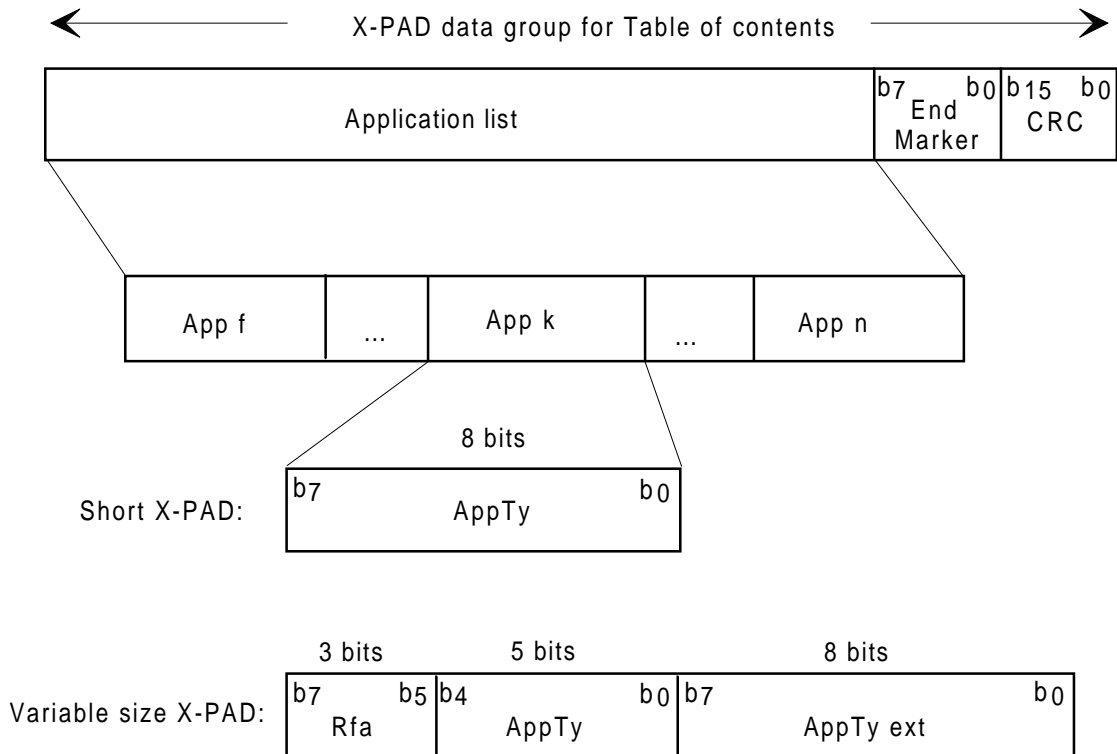 X-PAD data group for Table of contents
Application list
b7 b0
End
Marker
b15 b0
CRC
App f
...
App k
...
App n
8 bits
Short X-PAD:
b7 AppTy b0
3 bits 5 bits 8 bits
Variable size X-PAD:
b7 b5 b4 b0 b7 b0
Rfa AppTy AppTy ext